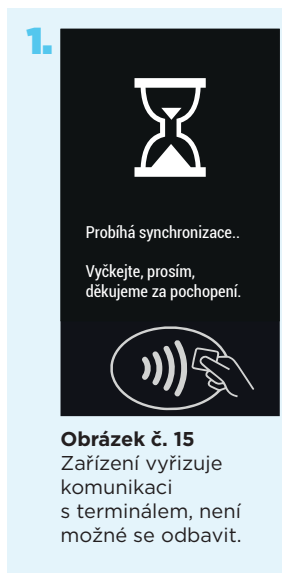 1.
Probíhá synchronizace..
Vyčkejte, prosím,
děkujeme za pochopení.
Obrázek č. 15
Zařízení vyřizuje
komunikaci
s terminálem, není
možné se odbavit.